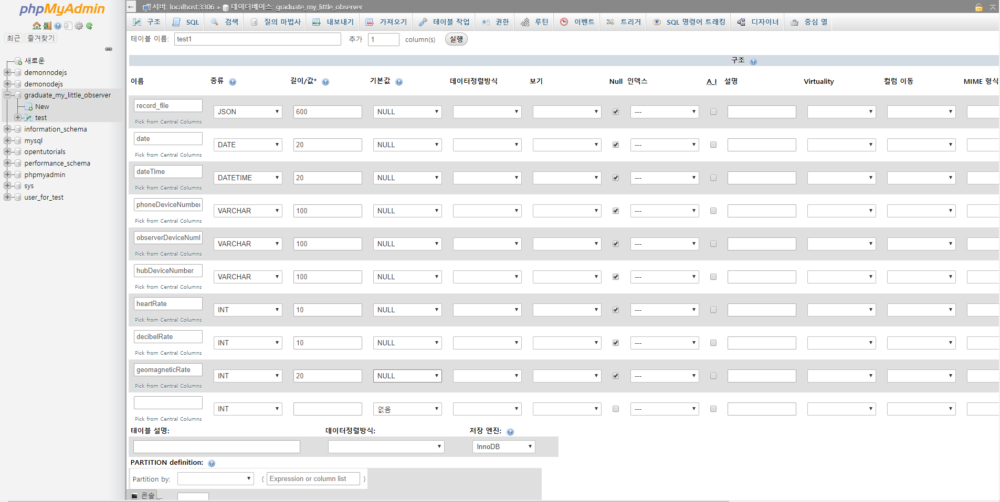 phpMyAdmin
최근 즐겨찾기
새로운
demonnodejs
demonodejs
graduate_my_little_observer
New
test
information_schema
mysql
opentutorials
performance_schema
phpmyadmin
sys
user_for_test
서버: localhost:3306 » 데이터베이스: graduate_my_little_observer
구조 SQL 검색 질의 마법사 내보내기 가져오기 테이블 작업 권한 루틴 이벤트 트리거 SQL 명령어 트래킹 디자이너 중심 열
테이블 이름: test1 추가 1 column(s) 실행
구조
이름 종류 길이/값* 기본값 데이터정렬방식 보기 Null 인덱스 A_I 설명 Virtuality 컬럼 이동 MIME 형식
record_file JSON 600 NULL ---
Pick from Central Columns
date DATE 20 NULL ---
Pick from Central Columns
dateTime DATETIME 20 NULL ---
Pick from Central Columns
phoneDeviceNumber VARCHAR 100 NULL ---
Pick from Central Columns
observerDeviceNuml VARCHAR 100 NULL ---
Pick from Central Columns
hubDeviceNumber VARCHAR 100 NULL ---
Pick from Central Columns
heartRate INT 10 NULL ---
Pick from Central Columns
decibelRate INT 10 NULL ---
Pick from Central Columns
geomagneticRate INT 20 NULL ---
Pick from Central Columns
INT 없음 ---
Pick from Central Columns
테이블 설명: 데이터정렬방식: 저장 엔진:
InnoDB
PARTITION definition:
Partition by: ( Expression or column list )
콘솔